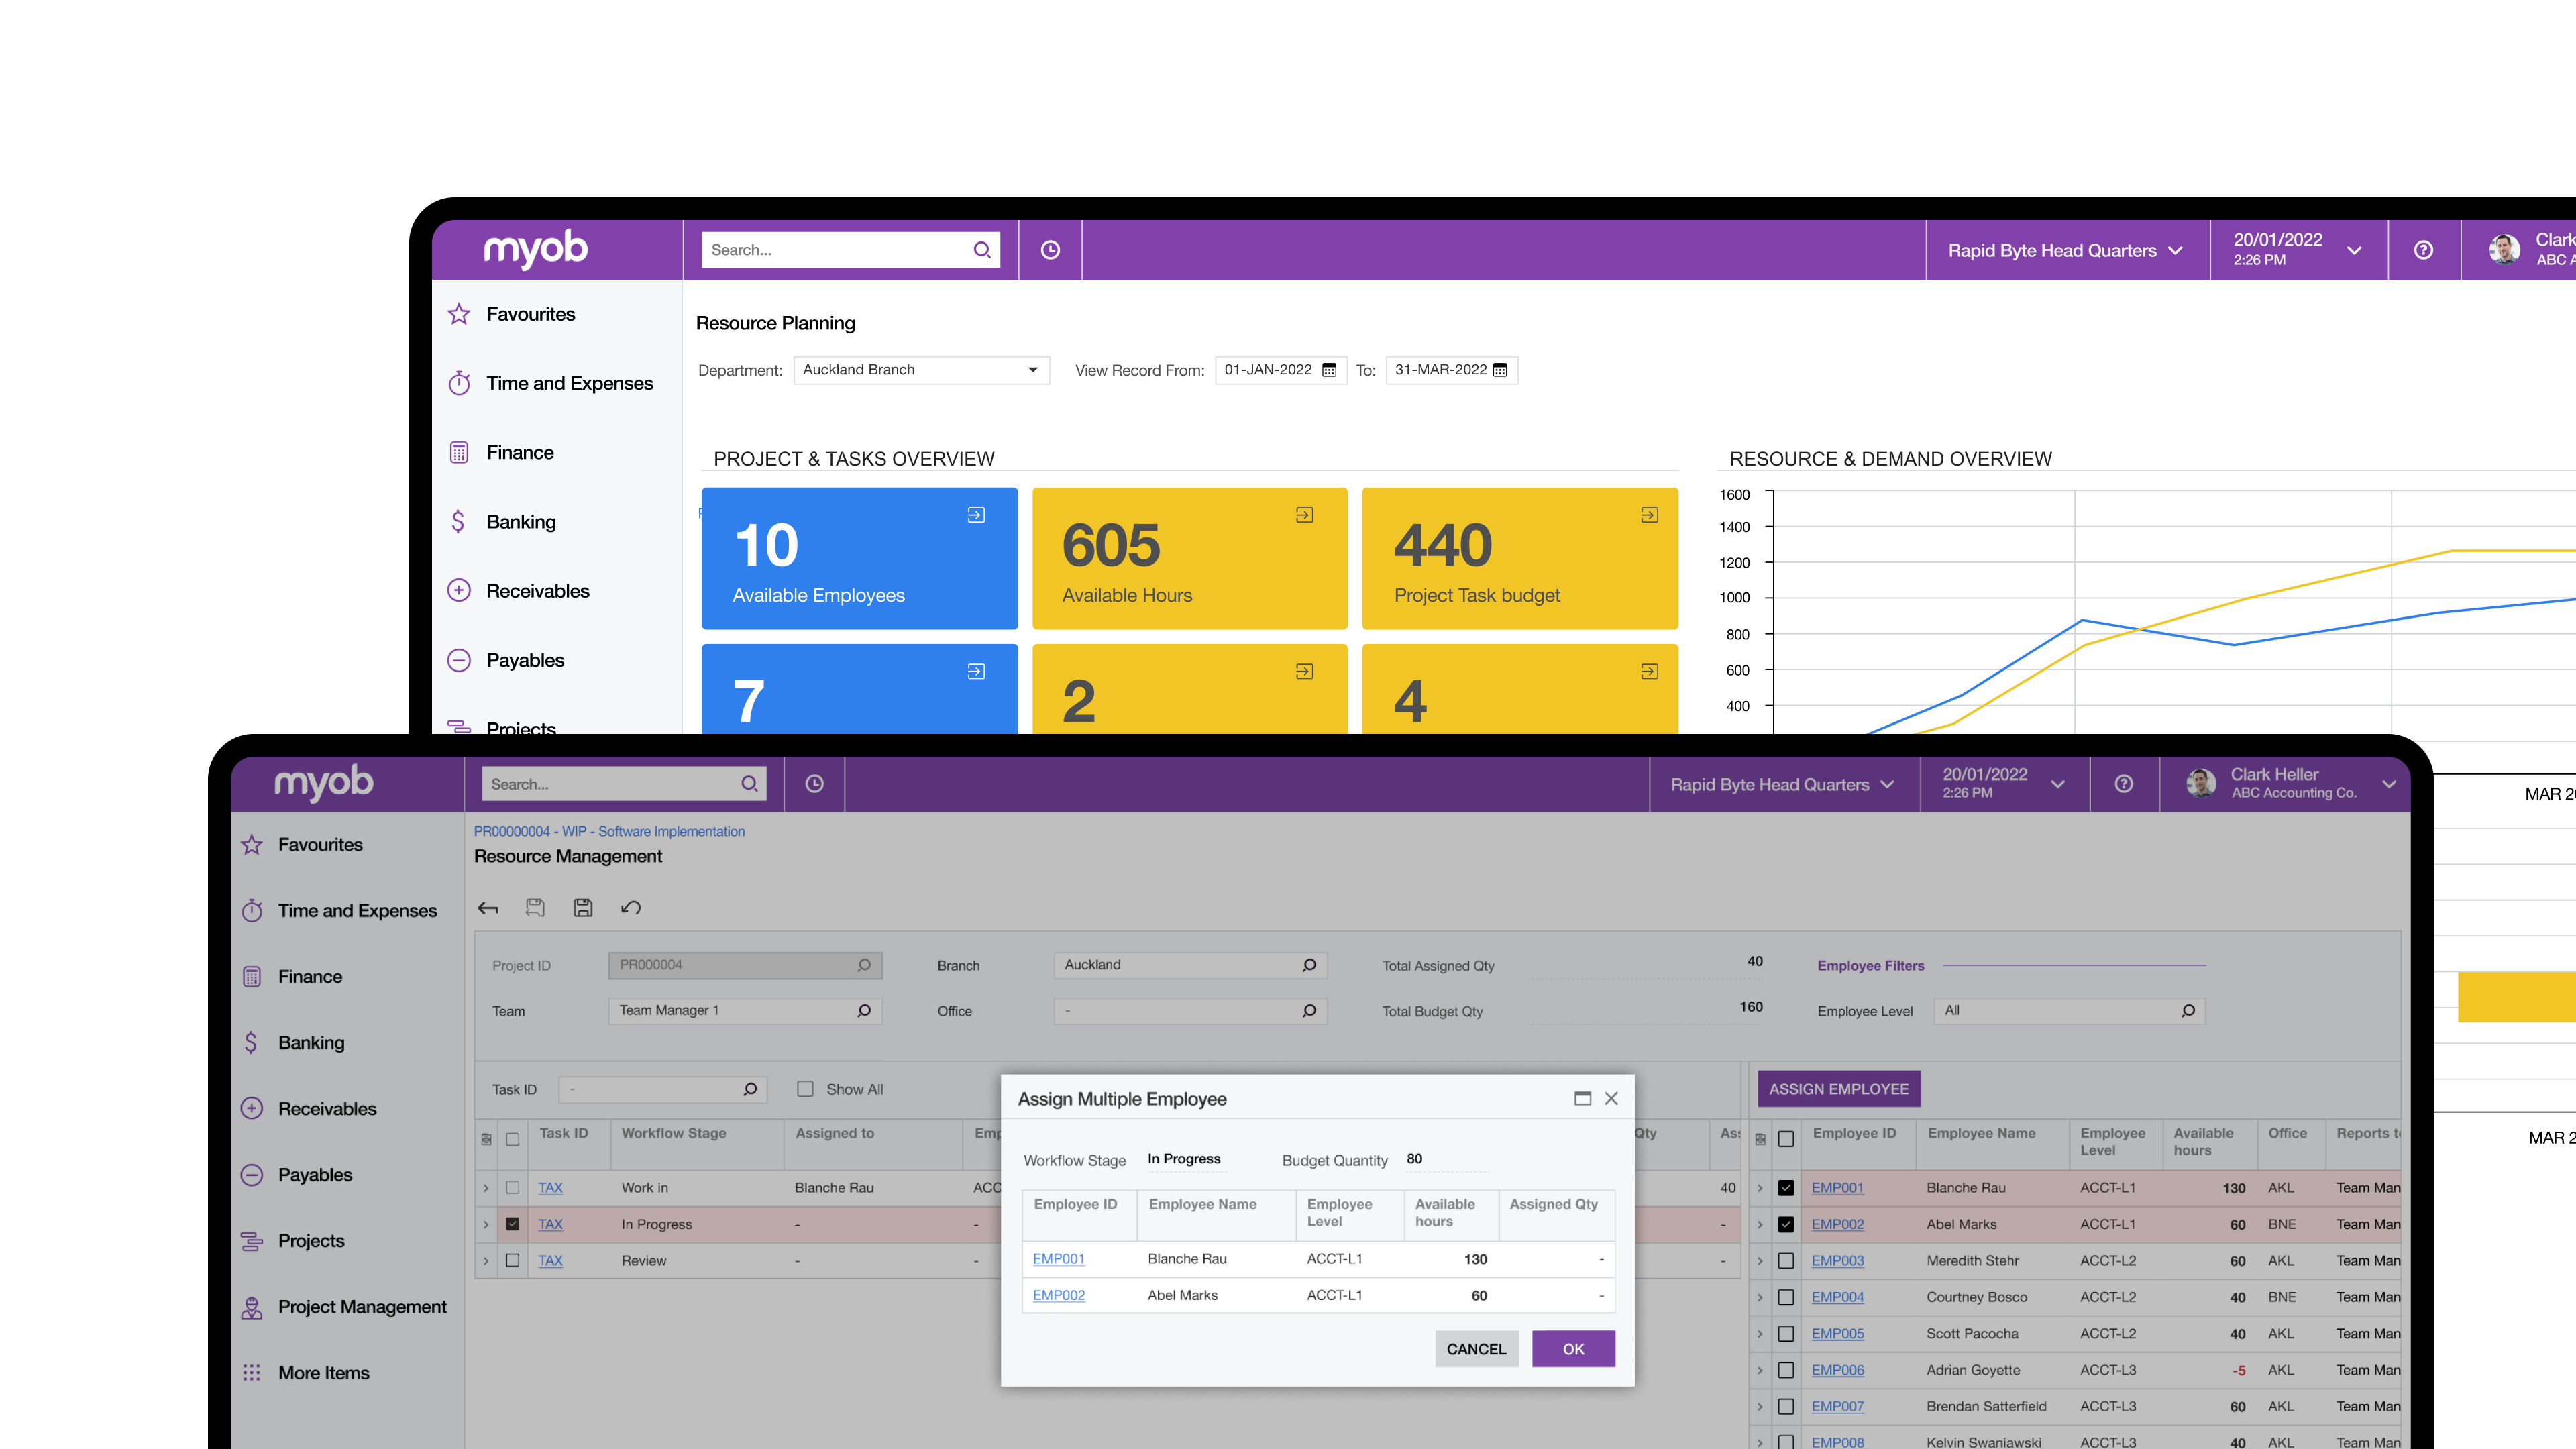 myob
Search...
Rapid Byte Head Quarters
20/01/2022
2:26 PM
Clark
ABC A
Favourites
Time and Expenses
Finance
Banking
Receivables
Payables
Projects
Resource Planning
Department: Auckland Branch View Record From: 01-JAN-2022 To: 31-MAR-2022
PROJECT & TASKS OVERVIEW
10
Available Employees
605
Available Hours
440
Project Task budget
7
2
4
RESOURCE & DEMAND OVERVIEW
1600
1400
1200
1000
800
600
400
MAR 20
MAR 2
myob
Search...
Rapid Byte Head Quarters
20/01/2022
2:26 PM
Clark Heller
ABC Accounting Co.
Favourites
Time and Expenses
Finance
Banking
Receivables
Payables
Projects
Project Management
More Items
PR00000004 - WIP - Software Implementation
Resource Management
Project ID PR000004 Branch Auckland Total Assigned Qty 40 Employee Filters
Team Team Manager 1 Office - Total Budget Qty 160 Employee Level All
Task ID - Show All
Task ID Workflow Stage Assigned to Emp
TAX Work in Blanche Rau ACC
TAX In Progress - -
TAX Review - -
Qty Ass
40
-
-
Assign Multiple Employee
Workflow Stage In Progress Budget Quantity 80
Employee ID Employee Name Employee Level Available hours Assigned Qty
EMP001 Blanche Rau ACCT-L1 130 -
EMP002 Abel Marks ACCT-L1 60 -
CANCEL OK
ASSIGN EMPLOYEE
Employee ID Employee Name Employee Level Available hours Office Reports t
EMP001 Blanche Rau ACCT-L1 130 AKL Team Man
EMP002 Abel Marks ACCT-L1 60 BNE Team Man
EMP003 Meredith Stehr ACCT-L2 60 AKL Team Man
EMP004 Courtney Bosco ACCT-L2 40 BNE Team Man
EMP005 Scott Pacocha ACCT-L2 40 AKL Team Man
EMP006 Adrian Goyette ACCT-L3 -5 AKL Team Man
EMP007 Brendan Satterfield ACCT-L3 60 AKL Team Man
EMP008 Kelvin Swaniawski ACCT-L3 40 AKL Team Man